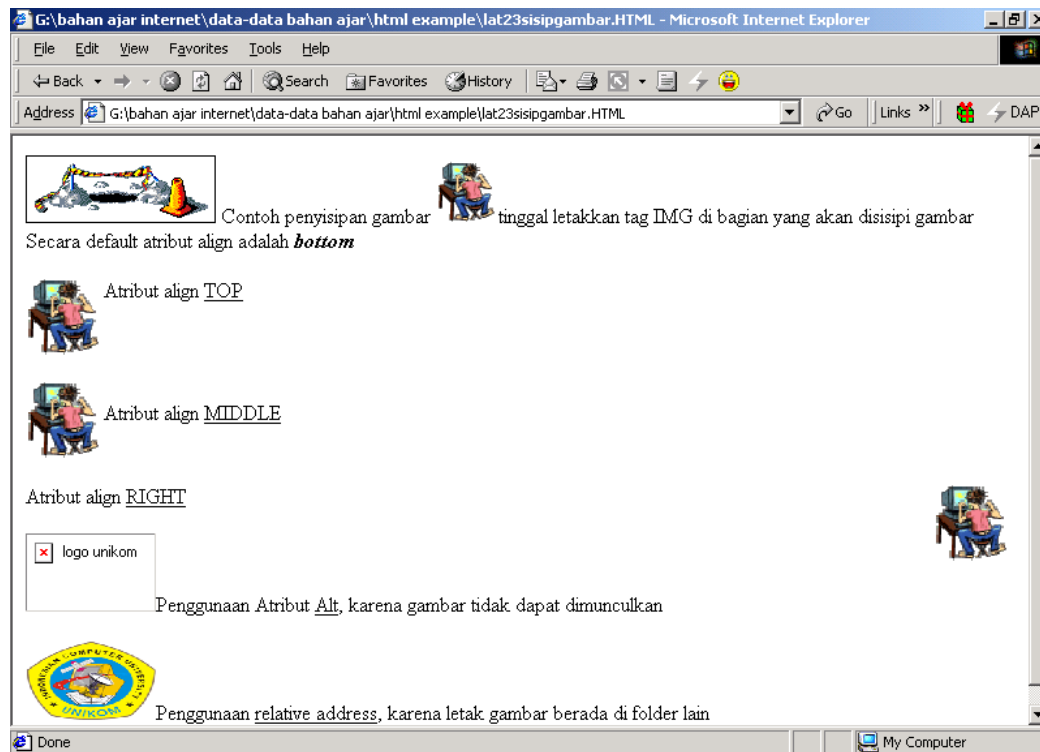 G:\bahan ajar internet\data-data bahan ajar\html example\lat23sisipgambar.HTML - Microsoft Internet Explorer
File Edit View Favorites Tools Help
Back Search Favorites History
Address G:\bahan ajar internet\data-data bahan ajar\html example\lat23sisipgambar.HTML Go Links » DAP
Contoh penyisipan gambar tinggal letakkan tag IMG di bagian yang akan disisipi gambar
Secara default atribut align adalah bottom
Atribut align TOP
Atribut align MIDDLE
Atribut align RIGHT
logo unikom
Penggunaan Atribut Alt, karena gambar tidak dapat dimunculkan
INDONESIAN COMPUTER UNIVERSITY
UNIKOM
Penggunaan relative address, karena letak gambar berada di folder lain
Done My Computer